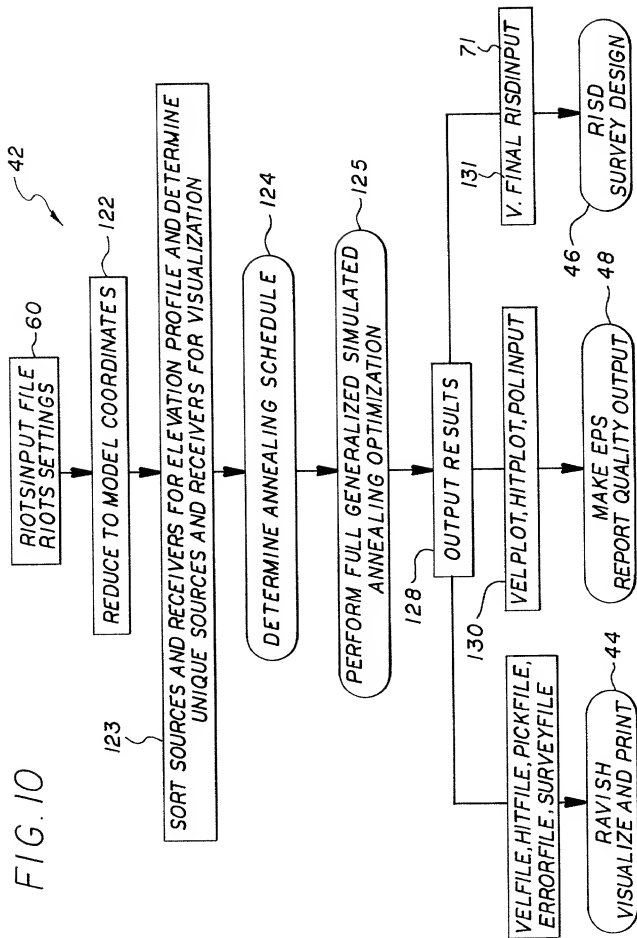 FIG. 10
42
RIOTSINPUT FILE
RIOTS SETTINGS
60
REDUCE TO MODEL COORDINATES
122
123
SORT SOURCES AND RECEIVERS FOR ELEVATION PROFILE AND DETERMINE
UNIQUE SOURCES AND RECEIVERS FOR VISUALIZATION
DETERMINE ANNEALING SCHEDULE
124
PERFORM FULL GENERALIZED SIMULATED
ANNEALING OPTIMIZATION
125
128
OUTPUT RESULTS
VELFILE, HITFILE, PICKFILE,
ERRORFILE, SURVEYFILE
RAVISH
VISUALIZE AND PRINT
44
130
VELPLOT, HITPLOT, POLINPUT
MAKE EPS
REPORT QUALITY OUTPUT
48
131
V. FINAL RISDINPUT
71
46
RISD
SURVEY DESIGN